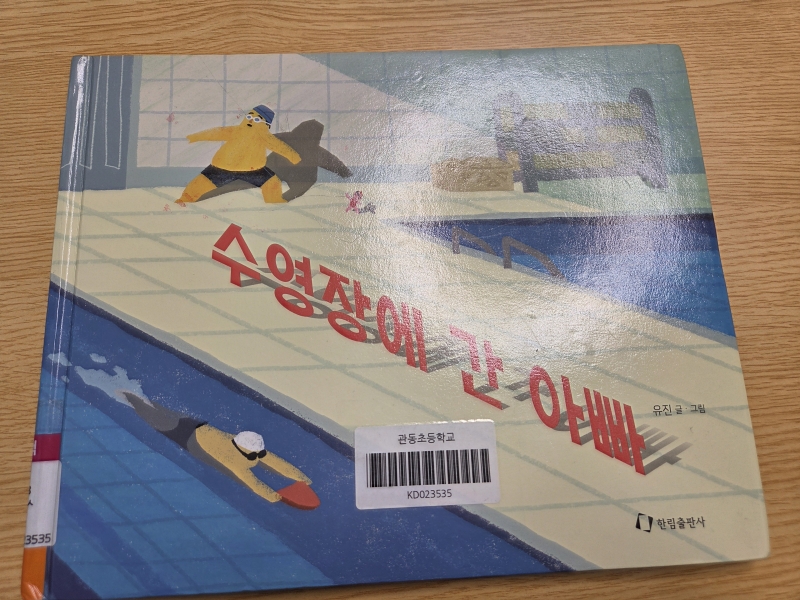 수영장에 간 아빠
유진 글·그림
관동초등학교
KD023535
한림출판사
3535